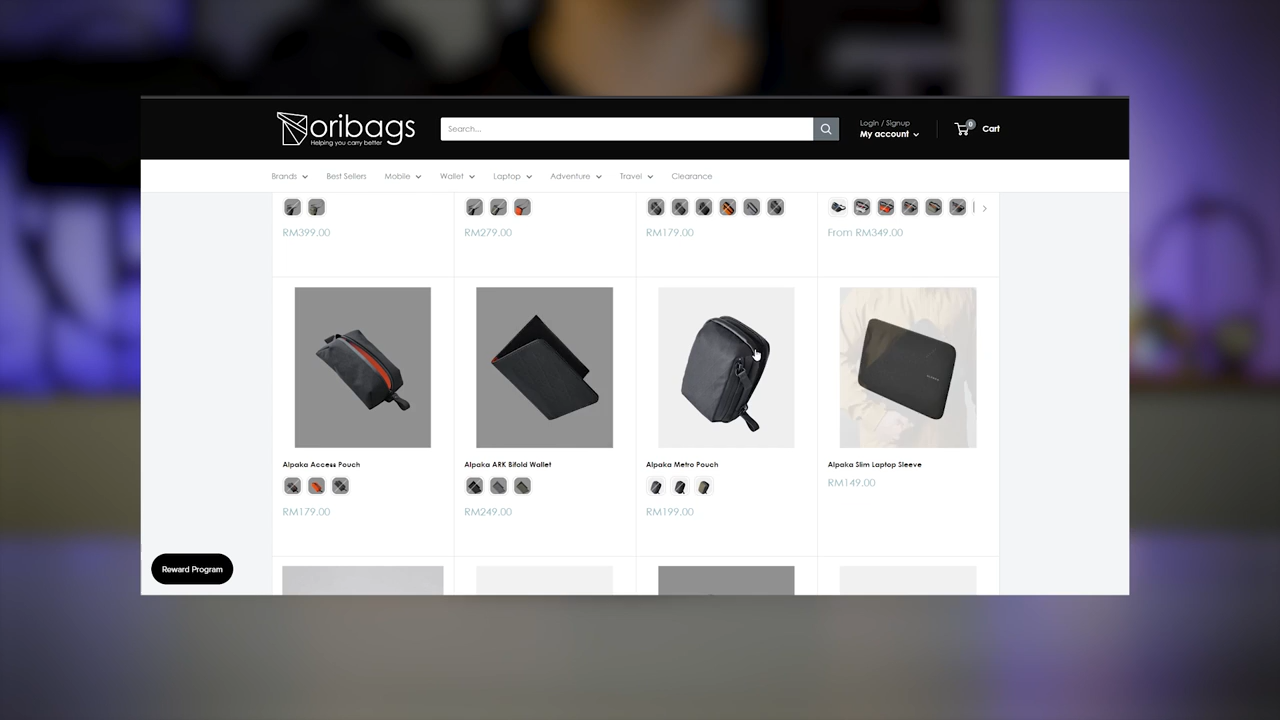 oribags
Helping you carry better
Search...
Login / Signup
My account
0
Cart
Brands
Best Sellers
Mobile
Wallet
Laptop
Adventure
Travel
Clearance
RM399.00
RM279.00
RM179.00
From RM349.00
Alpaka Access Pouch
Alpaka ARK Bifold Wallet
Alpaka Metro Pouch
Alpaka Slim Laptop Sleeve
RM149.00
RM179.00
RM249.00
RM199.00
Reward Program